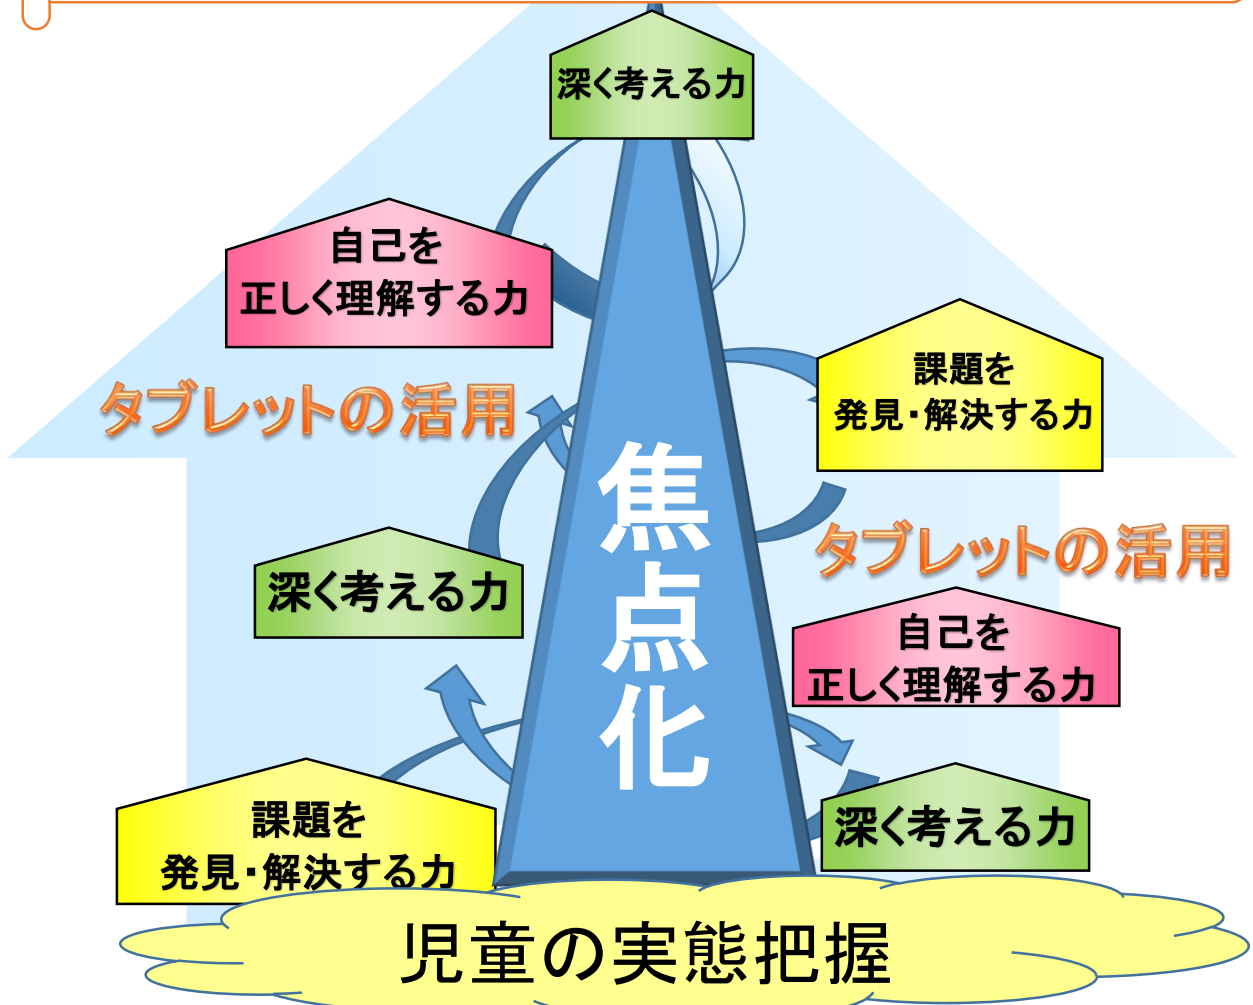 深く考える力
自己を
正しく理解する力
課題を
発見・解決する力
タブレットの活用
焦点化
タブレットの活用
深く考える力
自己を
正しく理解する力
課題を
発見・解決する力
深く考える力
児童の実態把握